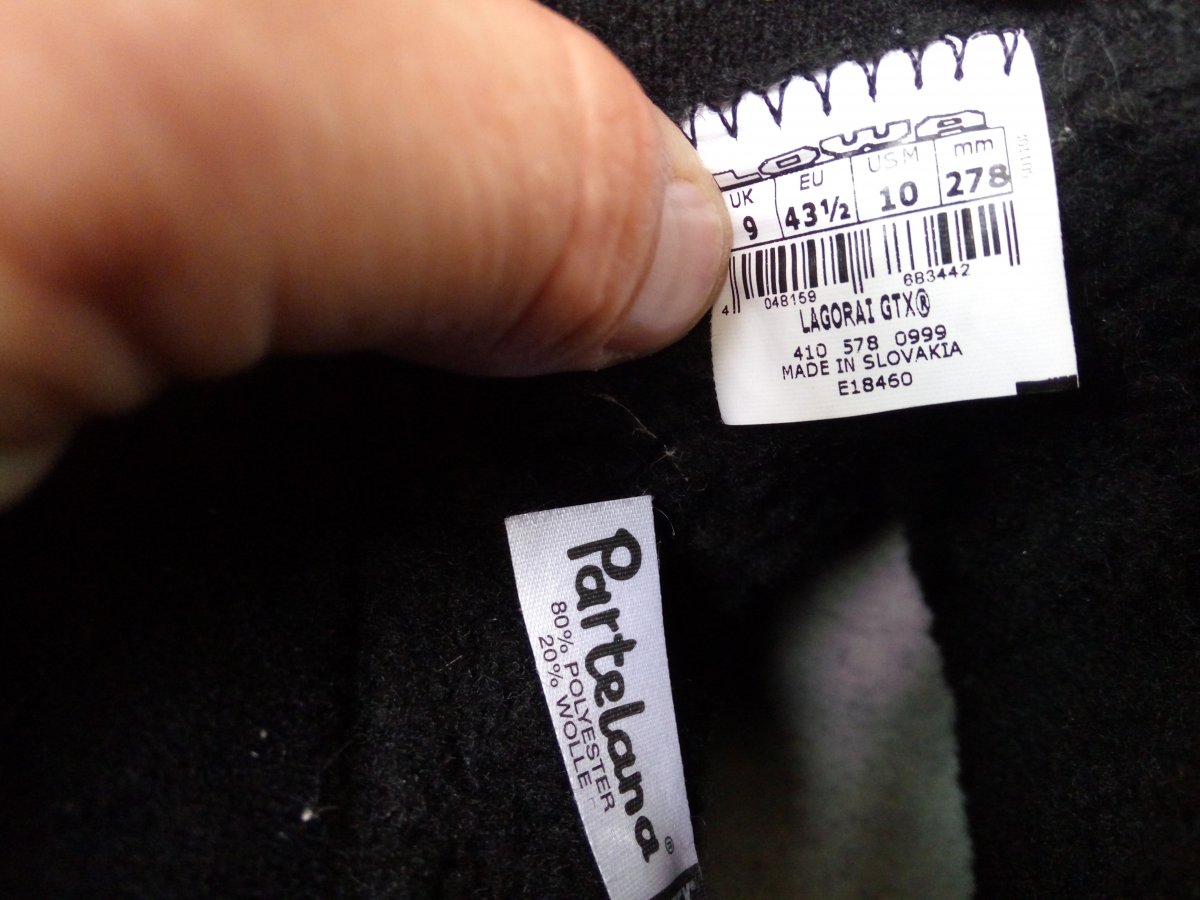 LOWA
UK EU US M mm
9 43½ 10 278
4 048159 683442
LAGORAI GTX®
410 578 0999
MADE IN SLOVAKIA
E18460
Partelana®
80% POLYESTER
20% WOLLE